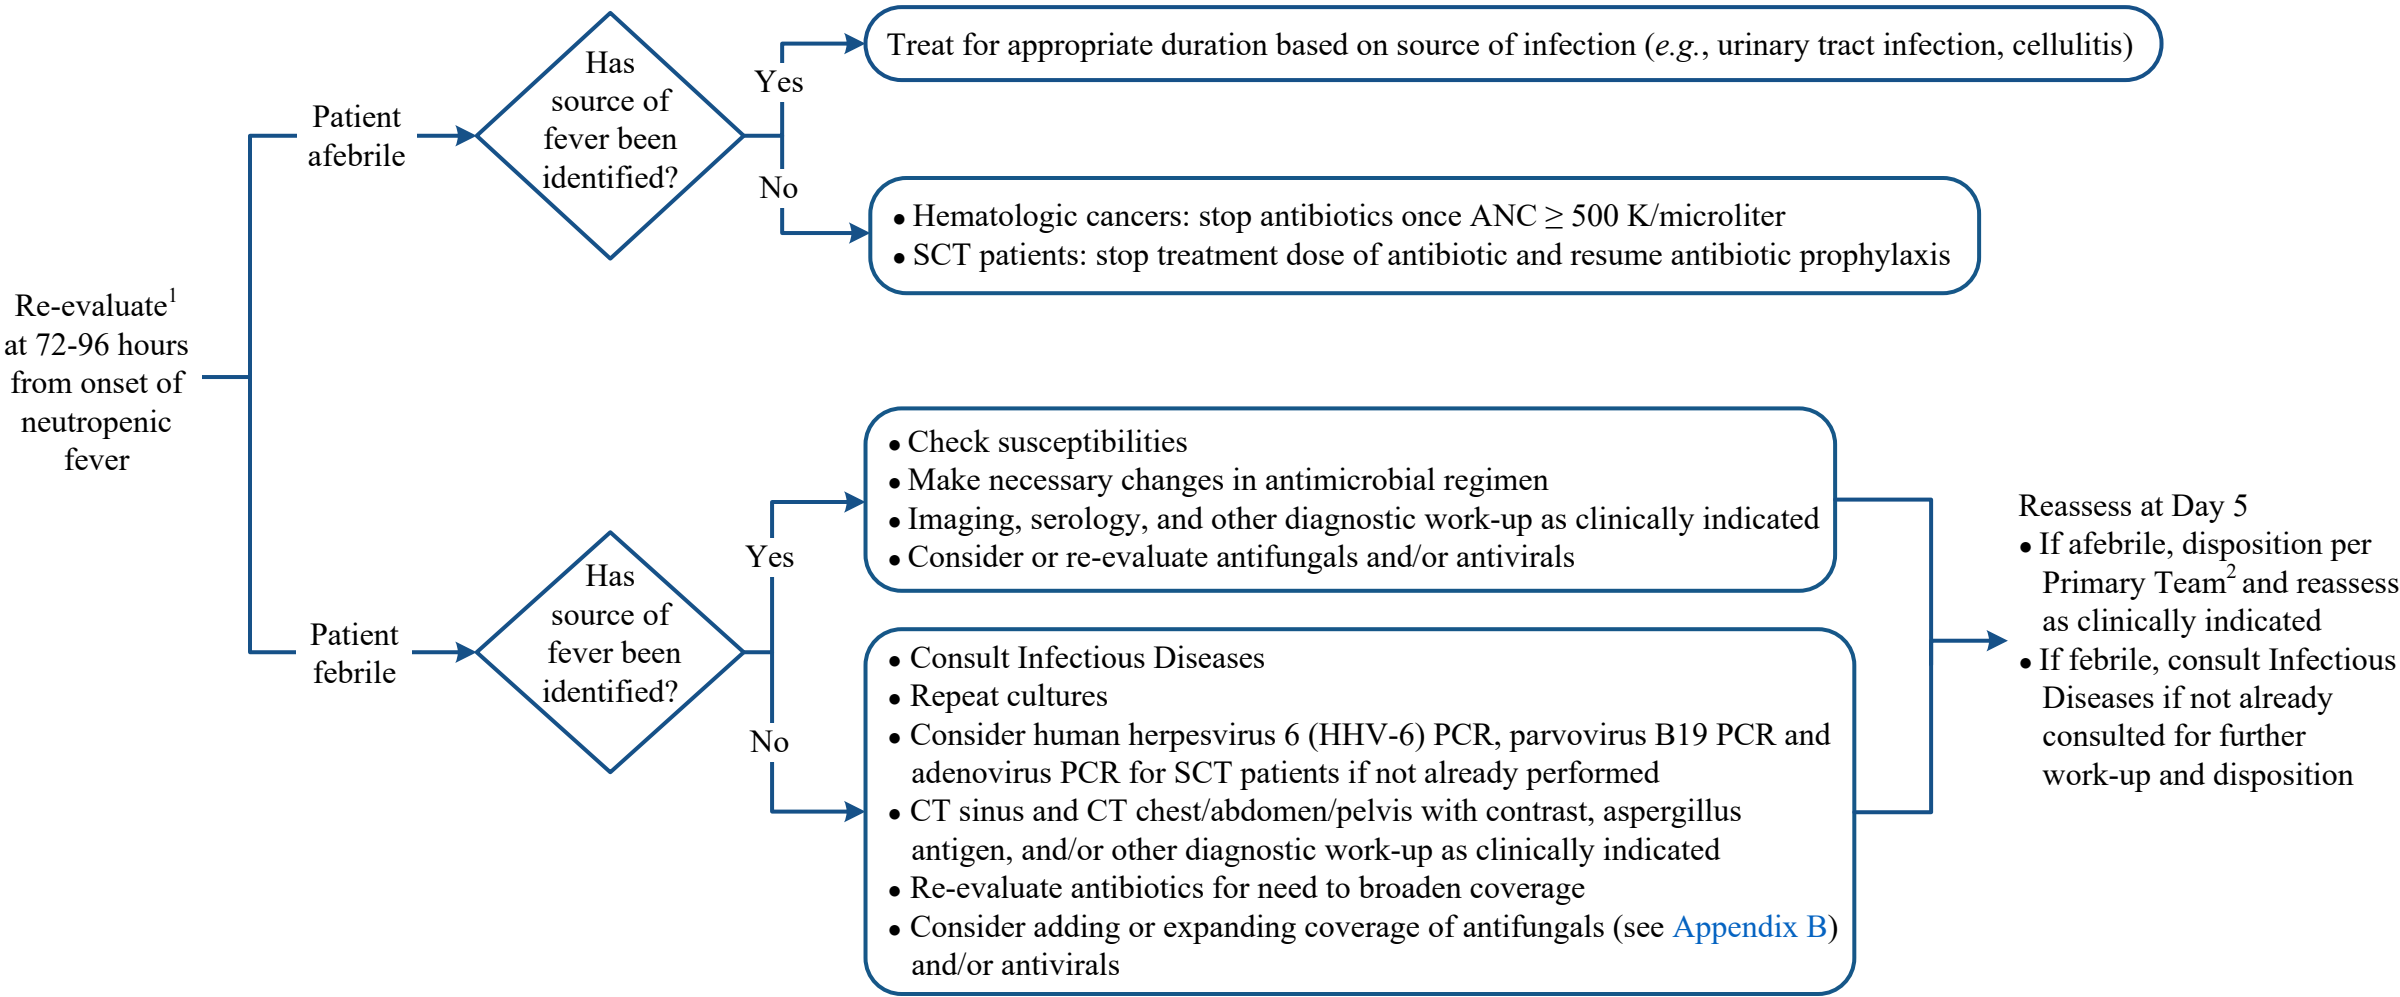 Re-evaluate1
at 72-96 hours
from onset of
neutropenic
fever
Patient
afebrile
Has
source of
fever been
identified?
Yes
Treat for appropriate duration based on source of infection (e.g., urinary tract infection, cellulitis)
No
● Hematologic cancers: stop antibiotics once ANC ≥ 500 K/microliter
● SCT patients: stop treatment dose of antibiotic and resume antibiotic prophylaxis
Patient
febrile
Has
source of
fever been
identified?
Yes
● Check susceptibilities
● Make necessary changes in antimicrobial regimen
● Imaging, serology, and other diagnostic work-up as clinically indicated
● Consider or re-evaluate antifungals and/or antivirals
No
● Consult Infectious Diseases
● Repeat cultures
● Consider human herpesvirus 6 (HHV-6) PCR, parvovirus B19 PCR and
adenovirus PCR for SCT patients if not already performed
● CT sinus and CT chest/abdomen/pelvis with contrast, aspergillus
antigen, and/or other diagnostic work-up as clinically indicated
● Re-evaluate antibiotics for need to broaden coverage
● Consider adding or expanding coverage of antifungals (see Appendix B)
and/or antivirals
Reassess at Day 5
● If afebrile, disposition per
Primary Team2 and reassess
as clinically indicated
● If febrile, consult Infectious
Diseases if not already
consulted for further
work-up and disposition